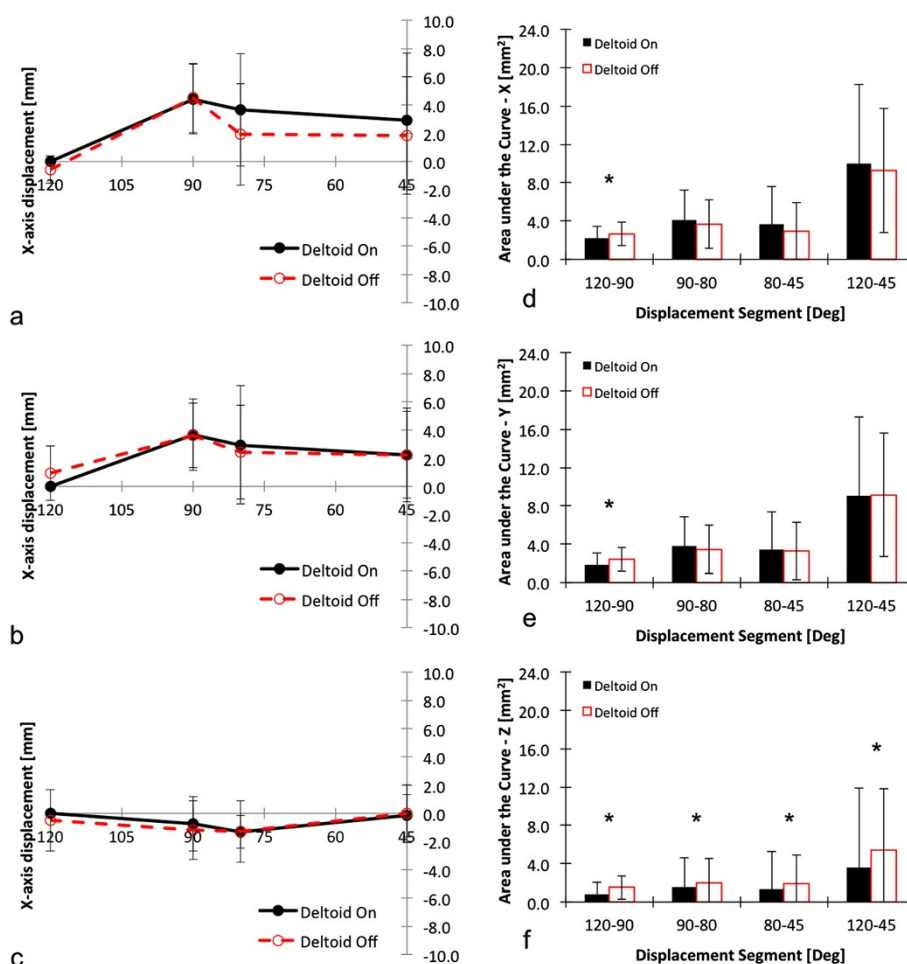 X-axis displacement [mm]
10.0
8.0
6.0
4.0
2.0
0.0
-2.0
-4.0
-6.0
-8.0
-10.0
120 105 90 75 60 45
Deltoid On
Deltoid Off
a
Area under the Curve - X [mm²]
24.0
20.0
16.0
12.0
8.0
4.0
0.0
Deltoid On
Deltoid Off
*
120-90 90-80 80-45 120-45
Displacement Segment [Deg]
d
X-axis displacement [mm]
10.0
8.0
6.0
4.0
2.0
0.0
-2.0
-4.0
-6.0
-8.0
-10.0
120 105 90 75 60 45
Deltoid On
Deltoid Off
b
Area under the Curve - Y [mm²]
24.0
20.0
16.0
12.0
8.0
4.0
0.0
Deltoid On
Deltoid Off
*
120-90 90-80 80-45 120-45
Displacement Segment [Deg]
e
X-axis displacement [mm]
10.0
8.0
6.0
4.0
2.0
0.0
-2.0
-4.0
-6.0
-8.0
-10.0
120 105 90 75 60 45
Deltoid On
Deltoid Off
c
Area under the Curve - Z [mm²]
24.0
20.0
16.0
12.0
8.0
4.0
0.0
Deltoid On
Deltoid Off
* * * *
120-90 90-80 80-45 120-45
Displacement Segment [Deg]
f